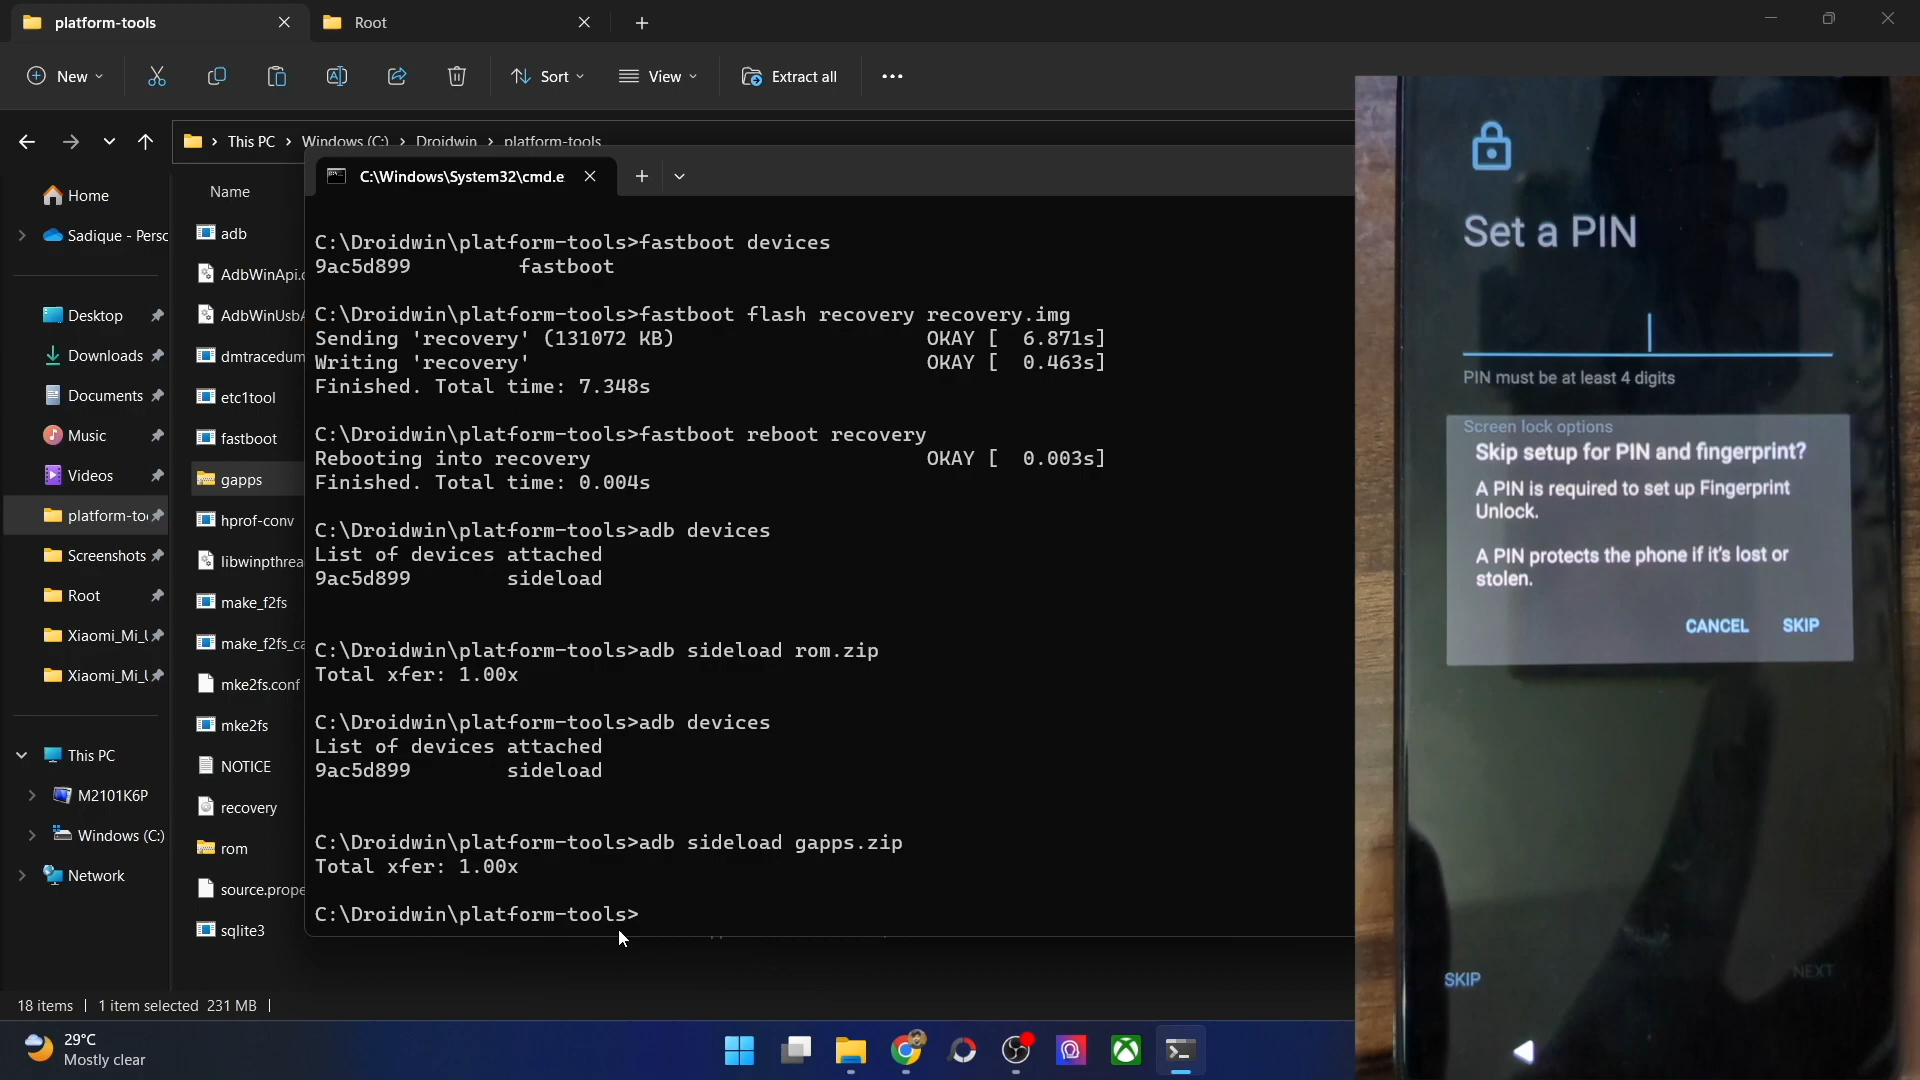 platform-tools
Root
New
Sort
View
Extract all
This PC > Windows (C:) > Droidwin > platform-tools
Home
Sadique - Persc
Desktop
Downloads
Documents
Music
Videos
platform-too
Screenshots
Root
Xiaomi_Mi_U
Xiaomi_Mi_U
This PC
M2101K6P
Windows (C:)
Network
Name
adb
AdbWinApi.d
AdbWinUsbA
dmtracedum
etc1tool
fastboot
gapps
hprof-conv
libwinpthrea
make_f2fs
make_f2fs_ca
mke2fs.conf
mke2fs
NOTICE
recovery
rom
source.prope
sqlite3
C:\Windows\System32\cmd.e
C:\Droidwin\platform-tools>fastboot devices
9ac5d899 fastboot
C:\Droidwin\platform-tools>fastboot flash recovery recovery.img
Sending 'recovery' (131072 KB) OKAY [ 6.871s]
Writing 'recovery' OKAY [ 0.463s]
Finished. Total time: 7.348s
C:\Droidwin\platform-tools>fastboot reboot recovery
Rebooting into recovery OKAY [ 0.003s]
Finished. Total time: 0.004s
C:\Droidwin\platform-tools>adb devices
List of devices attached
9ac5d899 sideload
C:\Droidwin\platform-tools>adb sideload rom.zip
Total xfer: 1.00x
C:\Droidwin\platform-tools>adb devices
List of devices attached
9ac5d899 sideload
C:\Droidwin\platform-tools>adb sideload gapps.zip
Total xfer: 1.00x
C:\Droidwin\platform-tools>
18 items | 1 item selected 231 MB |
29°C
Mostly clear
Set a PIN
PIN must be at least 4 digits
Screen lock options
Skip setup for PIN and fingerprint?
A PIN is required to set up Fingerprint
Unlock.
A PIN protects the phone if it's lost or
stolen.
CANCEL SKIP
SKIP NEXT